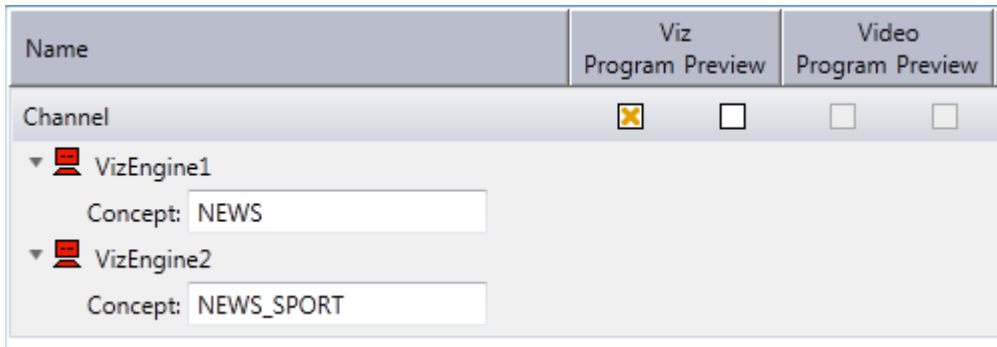 Name
Viz
Program Preview
Video
Program Preview
Channel
VizEngine1
Concept: NEWS
VizEngine2
Concept: NEWS_SPORT